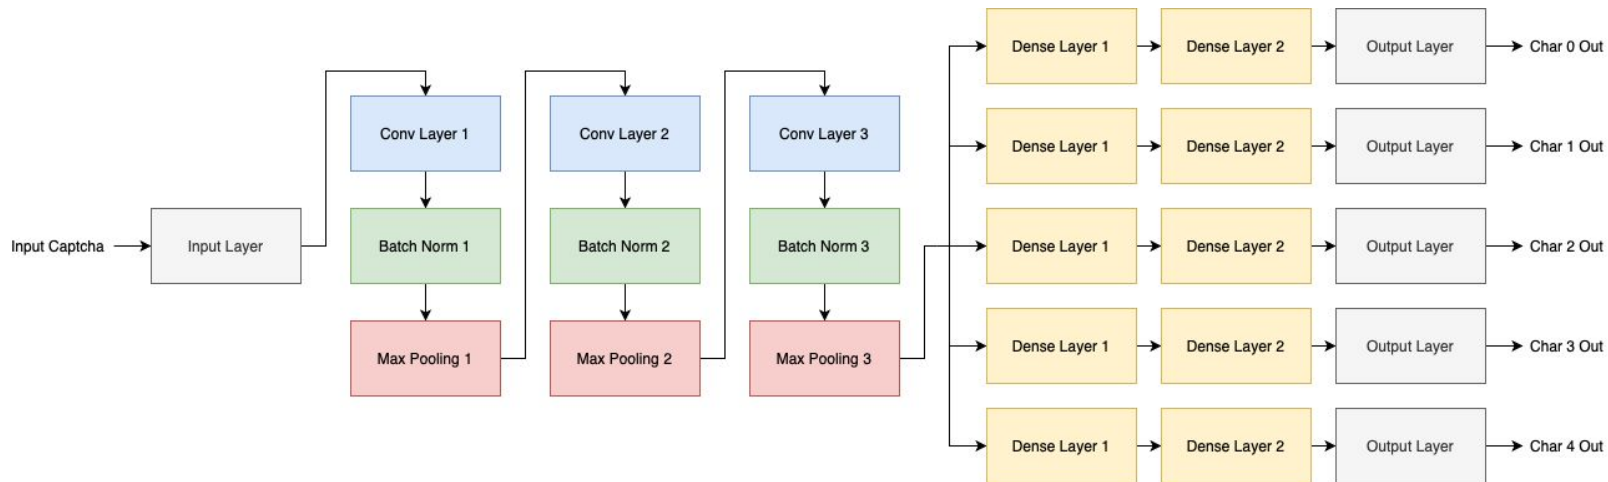 Input Captcha
Input Layer
Conv Layer 1
Batch Norm 1
Max Pooling 1
Conv Layer 2
Batch Norm 2
Max Pooling 2
Conv Layer 3
Batch Norm 3
Max Pooling 3
Dense Layer 1
Dense Layer 2
Output Layer
Char 0 Out
Dense Layer 1
Dense Layer 2
Output Layer
Char 1 Out
Dense Layer 1
Dense Layer 2
Output Layer
Char 2 Out
Dense Layer 1
Dense Layer 2
Output Layer
Char 3 Out
Dense Layer 1
Dense Layer 2
Output Layer
Char 4 Out